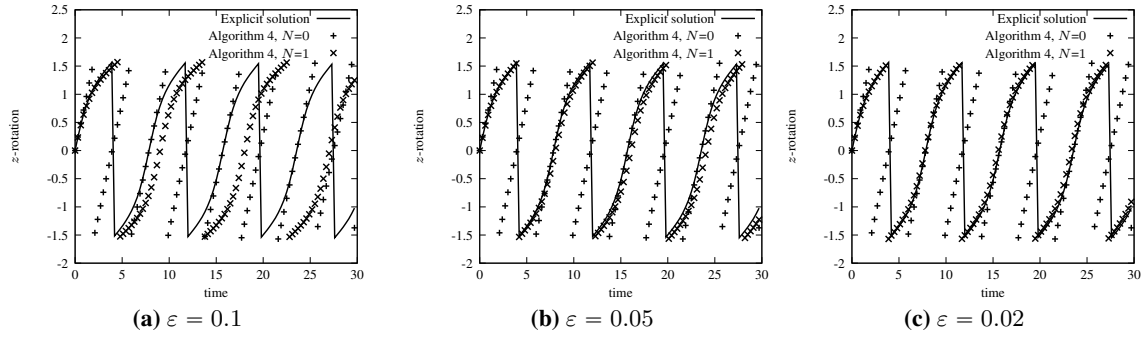 2.5
2
1.5
1
0.5
0
-0.5
-1
-1.5
-2
z-rotation
0 5 10 15 20 25 30
time
Explicit solution
Algorithm 4, N=0
Algorithm 4, N=1
(a) ε = 0.1
2.5
2
1.5
1
0.5
0
-0.5
-1
-1.5
-2
z-rotation
0 5 10 15 20 25 30
time
Explicit solution
Algorithm 4, N=0
Algorithm 4, N=1
(b) ε = 0.05
2.5
2
1.5
1
0.5
0
-0.5
-1
-1.5
-2
z-rotation
0 5 10 15 20 25 30
time
Explicit solution
Algorithm 4, N=0
Algorithm 4, N=1
(c) ε = 0.02